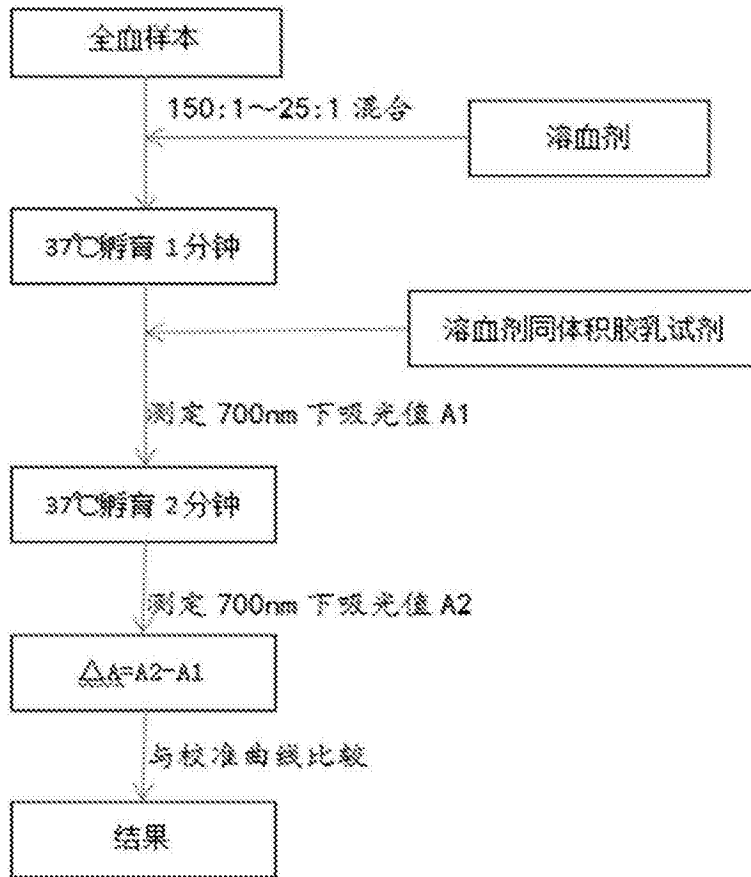 全血样本
150:1～25:1 混合
溶血剂
37℃孵育 1分钟
溶血剂同体积胶乳试剂
测定 700nm 下吸光值 A1
37℃孵育 2分钟
测定 700nm 下吸光值 A2
△A=A2-A1
与校准曲线比较
结果